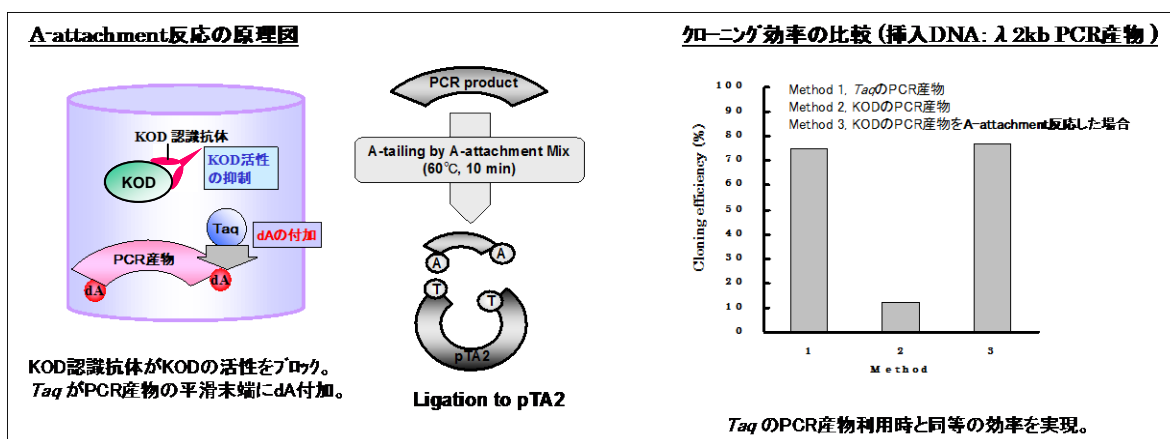 A-attachment反応の原理図
KOD 認識抗体
KOD活性
の抑制
KOD
Taq
dAの付加
PCR産物
dA
dA
KOD認識抗体がKODの活性をブロック。
Taq がPCR産物の平滑末端にdA付加。
PCR product
A-tailing by A-attachment Mix
(60℃, 10 min)
A
A
T
T
pTA2
Ligation to pTA2
クローニング効率の比較(挿入DNA: λ 2kb PCR産物)
Method 1, TaqのPCR産物
Method 2, KODのPCR産物
Method 3, KODのPCR産物をA-attachment反応した場合
Cloning efficiency (%)
100
90
80
70
60
50
40
30
20
10
0
1 2 3
Method
Taq のPCR産物利用時と同等の効率を実現。